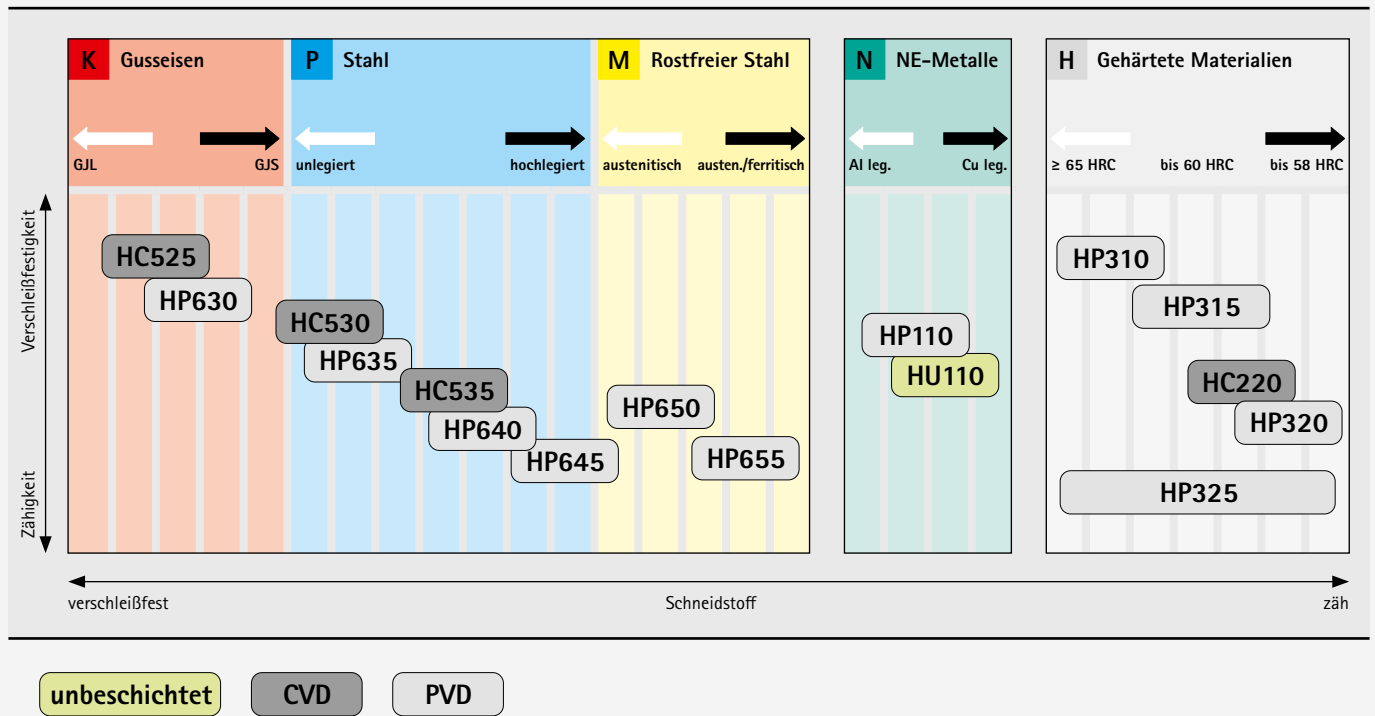 K Gusseisen
GJL GJS
P Stahl
unlegiert hochlegiert
M Rostfreier Stahl
austenitisch austen./ferritisch
N NE-Metalle
Al leg. Cu leg.
H Gehärtete Materialien
≥ 65 HRC bis 60 HRC bis 58 HRC
Verschleißfestigkeit
Zähigkeit
HC525
HP630
HC530
HP635
HC535
HP640
HP645
HP650
HP655
HP110
HU110
HP310
HP315
HC220
HP320
HP325
verschleißfest Schneidstoff zäh
unbeschichtet CVD PVD